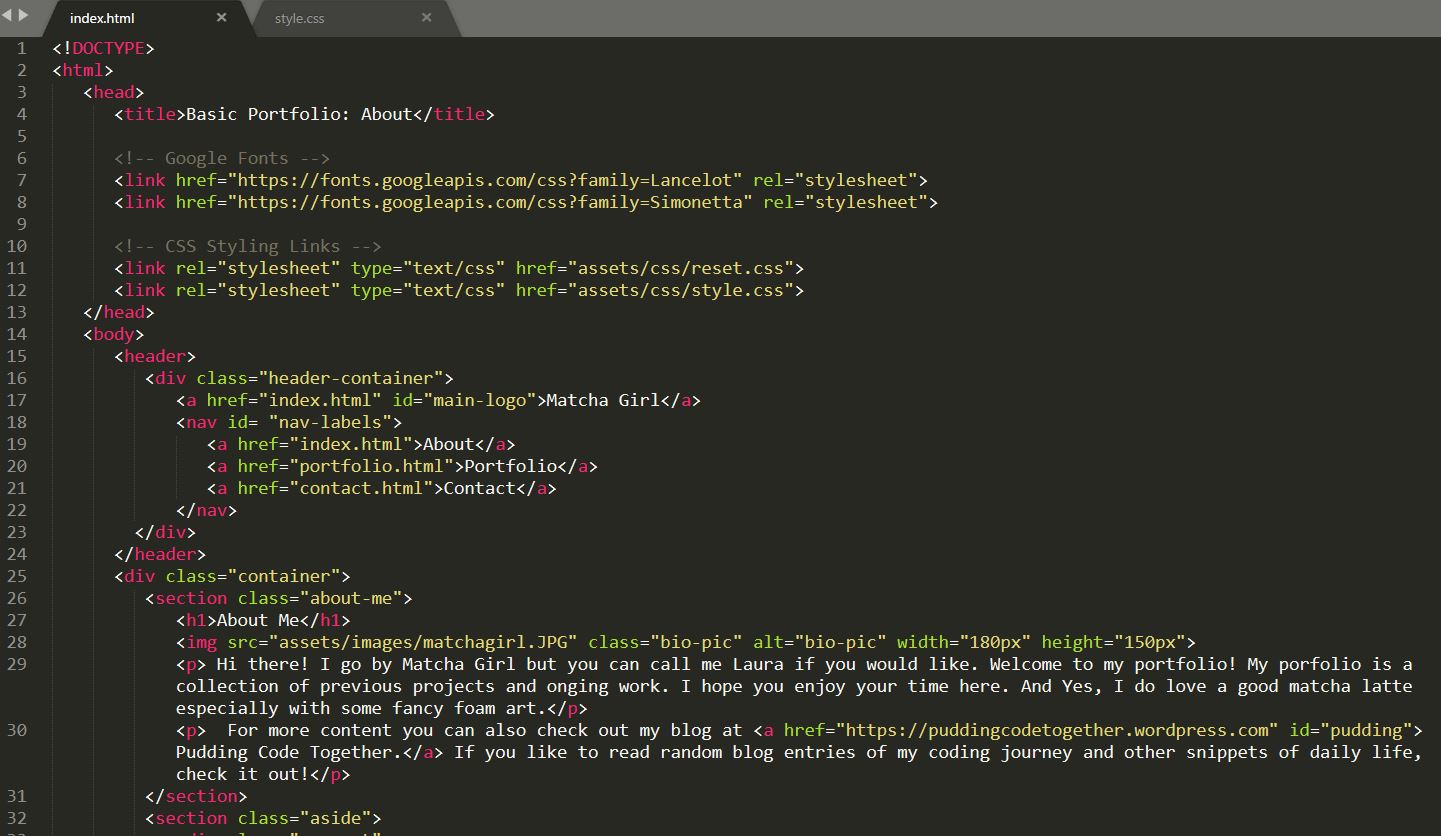 index.html × style.css ×
1 <!DOCTYPE>
2 <html>
3 <head>
4 <title>Basic Portfolio: About</title>
5
6 <!-- Google Fonts -->
7 <link href="https://fonts.googleapis.com/css?family=Lancelot" rel="stylesheet">
8 <link href="https://fonts.googleapis.com/css?family=Simonetta" rel="stylesheet">
9
10 <!-- CSS Styling Links -->
11 <link rel="stylesheet" type="text/css" href="assets/css/reset.css">
12 <link rel="stylesheet" type="text/css" href="assets/css/style.css">
13 </head>
14 <body>
15 <header>
16 <div class="header-container">
17 <a href="index.html" id="main-logo">Matcha Girl</a>
18 <nav id= "nav-labels">
19 <a href="index.html">About</a>
20 <a href="portfolio.html">Portfolio</a>
21 <a href="contact.html">Contact</a>
22 </nav>
23 </div>
24 </header>
25 <div class="container">
26 <section class="about-me">
27 <h1>About Me</h1>
28 <img src="assets/images/matchagirl.JPG" class="bio-pic" alt="bio-pic" width="180px" height="150px">
29 <p> Hi there! I go by Matcha Girl but you can call me Laura if you would like. Welcome to my portfolio! My porfolio is a
collection of previous projects and onging work. I hope you enjoy your time here. And Yes, I do love a good matcha latte
especially with some fancy foam art.</p>
30 <p>  For more content you can also check out my blog at <a href="https://puddingcodetogether.wordpress.com" id="pudding">
Pudding Code Together.</a> If you like to read random blog entries of my coding journey and other snippets of daily life,
check it out!</p>
31 </section>
32 <section class="aside">